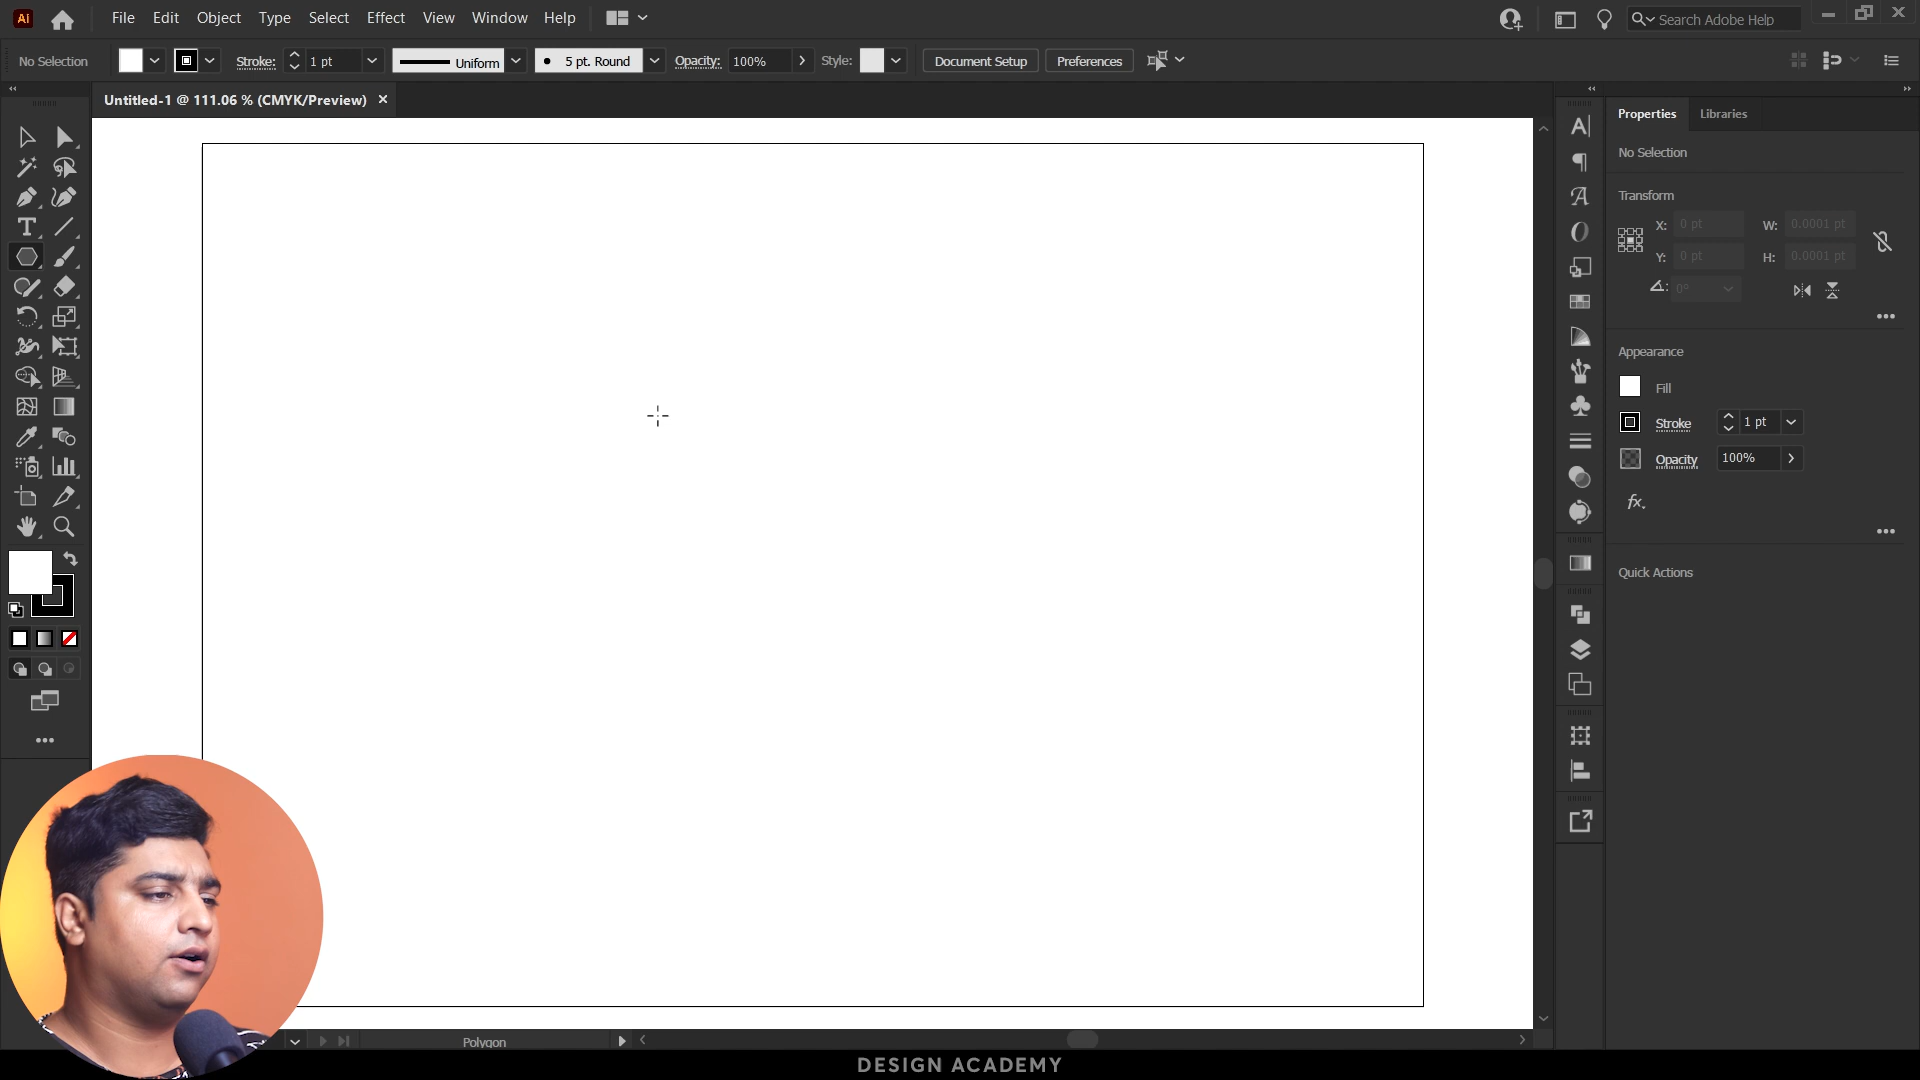 Ai File Edit Object Type Select Effect View Window Help Search Adobe Help
No Selection Stroke: 1 pt Uniform 5 pt. Round Opacity: 100% Style: Document Setup Preferences
Untitled-1 @ 111.06 % (CMYK/Preview)
Properties Libraries
No Selection
Transform
X: 0 pt W: 0.0001 pt
Y: 0 pt H: 0.0001 pt
0°
Appearance
Fill
Stroke 1 pt
Opacity 100%
fx.
Quick Actions
Polygon
DESIGN ACADEMY